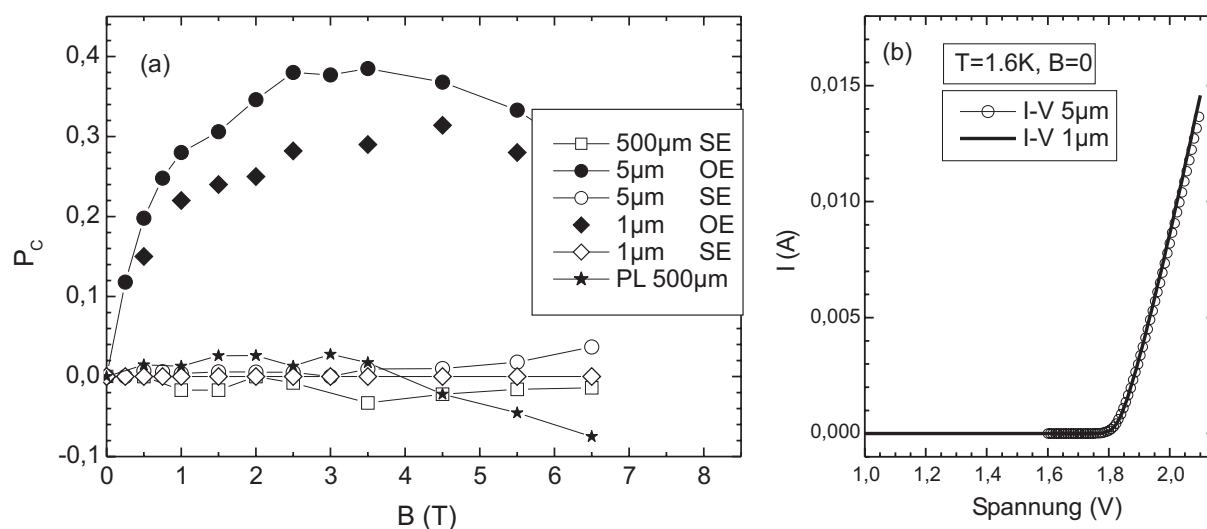 (a)
0,4
0,3
0,2
0,1
0,0
-0,1
P_C
0 1 2 3 4 5 6 7 8
B (T)
500µm SE
5µm OE
5µm SE
1µm OE
1µm SE
PL 500µm
(b)
T=1.6K, B=0
I-V 5µm
I-V 1µm
0,015
0,010
0,005
0,000
I (A)
1,0 1,2 1,4 1,6 1,8 2,0
Spannung (V)